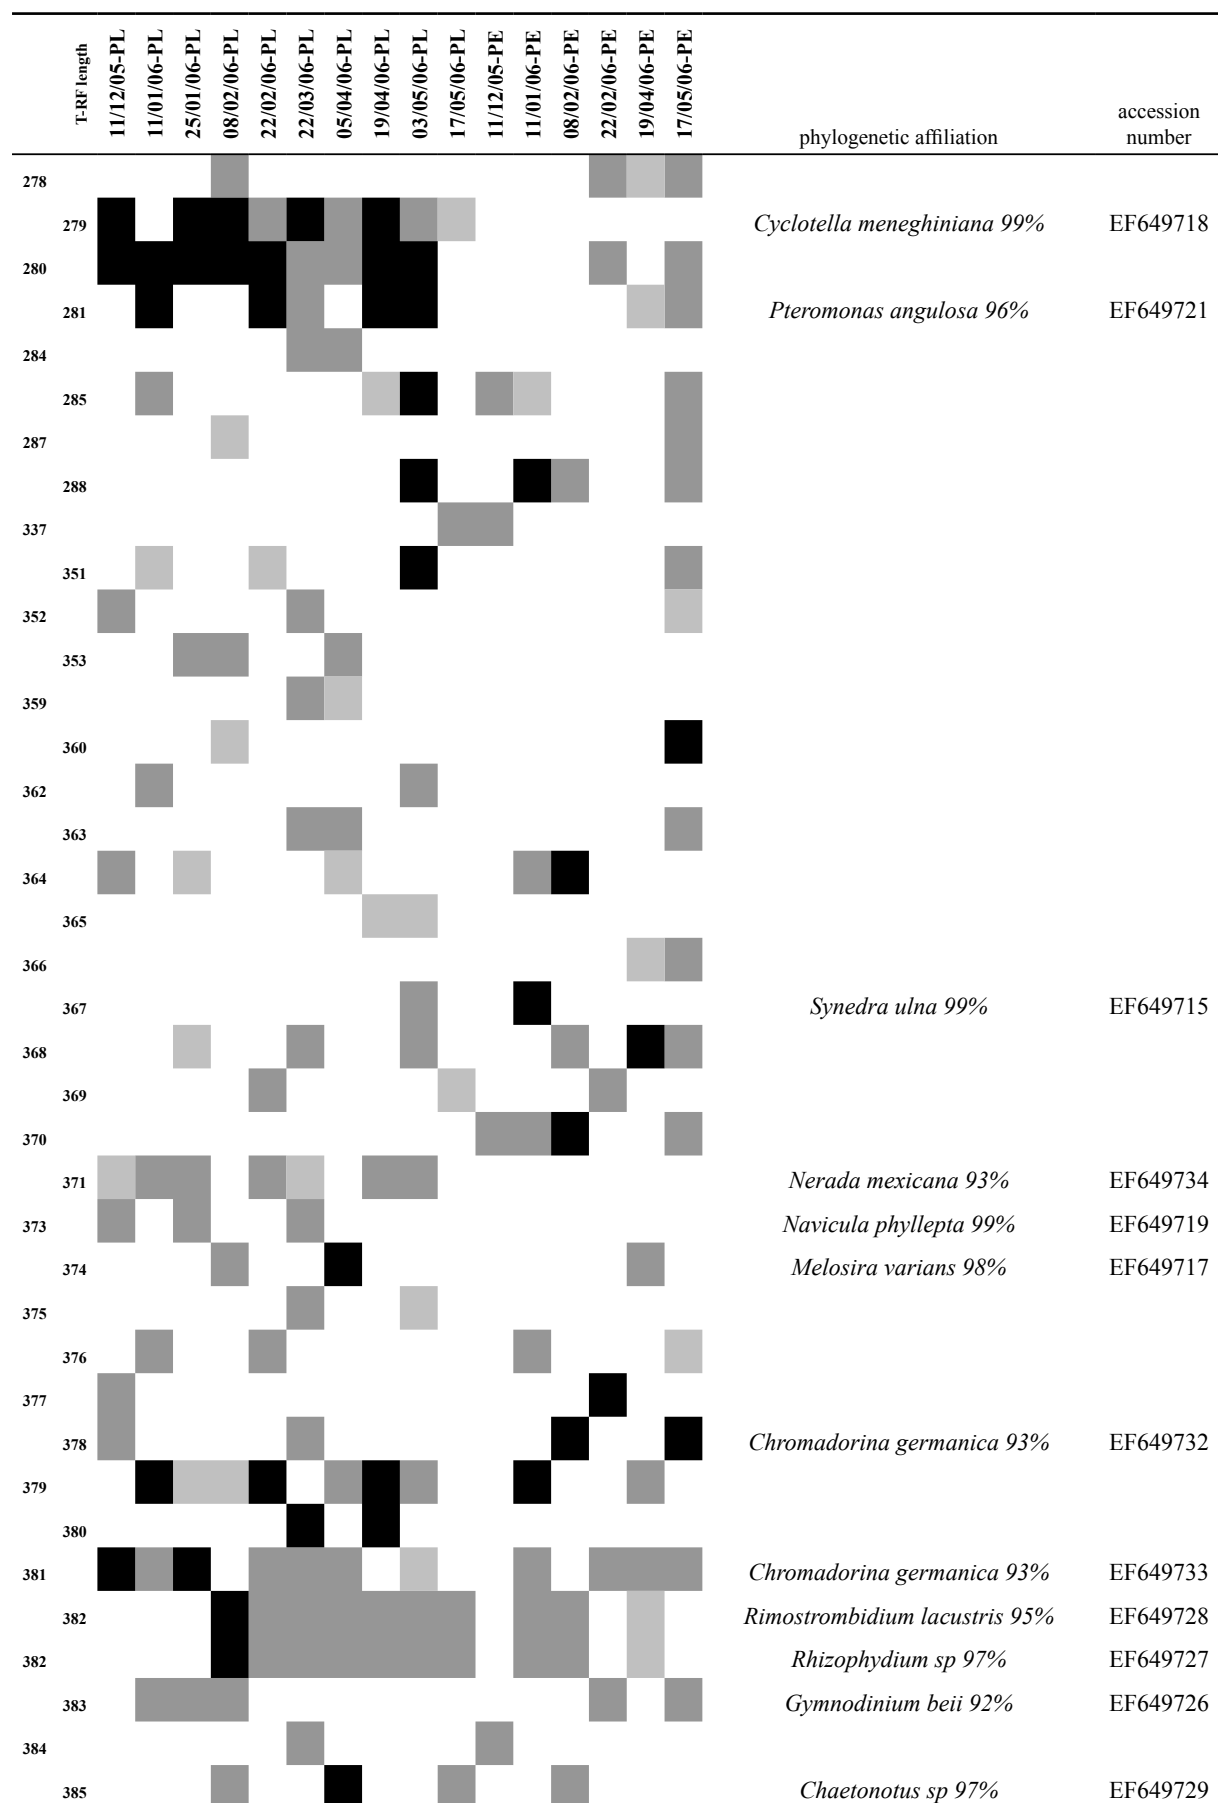 T-RF length 11/12/05-PL 11/01/06-PL 25/01/06-PL 08/02/06-PL 22/02/06-PL 22/03/06-PL 05/04/06-PL 19/04/06-PL 03/05/06-PL 17/05/06-PL 11/12/05-PE 11/01/06-PE 08/02/06-PE 22/02/06-PE 19/04/06-PE 17/05/06-PE phylogenetic affiliation accession
number
278
279 Cyclotella meneghiniana 99% EF649718
280
281 Pteromonas angulosa 96% EF649721
284
285
287
288
337
351
352
353
359
360
362
363
364
365
366
367 Synedra ulna 99% EF649715
368
369
370
371 Nerada mexicana 93% EF649734
373 Navicula phyllepta 99% EF649719
374 Melosira varians 98% EF649717
375
376
377
378 Chromadorina germanica 93% EF649732
379
380
381 Chromadorina germanica 93% EF649733
382 Rimostrombidium lacustris 95% EF649728
382 Rhizophydium sp 97% EF649727
383 Gymnodinium beii 92% EF649726
384
385 Chaetonotus sp 97% EF649729